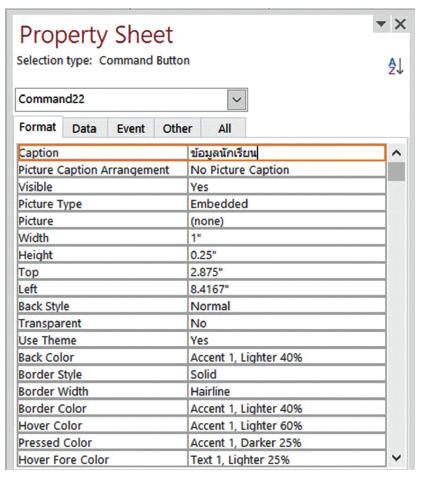 Property Sheet
Selection type: Command Button
A
Z
Command22
Format Data Event Other All
Caption ข้อมูลนักเรียน
Picture Caption Arrangement No Picture Caption
Visible Yes
Picture Type Embedded
Picture (none)
Width 1"
Height 0.25"
Top 2.875"
Left 8.4167"
Back Style Normal
Transparent No
Use Theme Yes
Back Color Accent 1, Lighter 40%
Border Style Solid
Border Width Hairline
Border Color Accent 1, Lighter 40%
Hover Color Accent 1, Lighter 60%
Pressed Color Accent 1, Darker 25%
Hover Fore Color Text 1, Lighter 25%